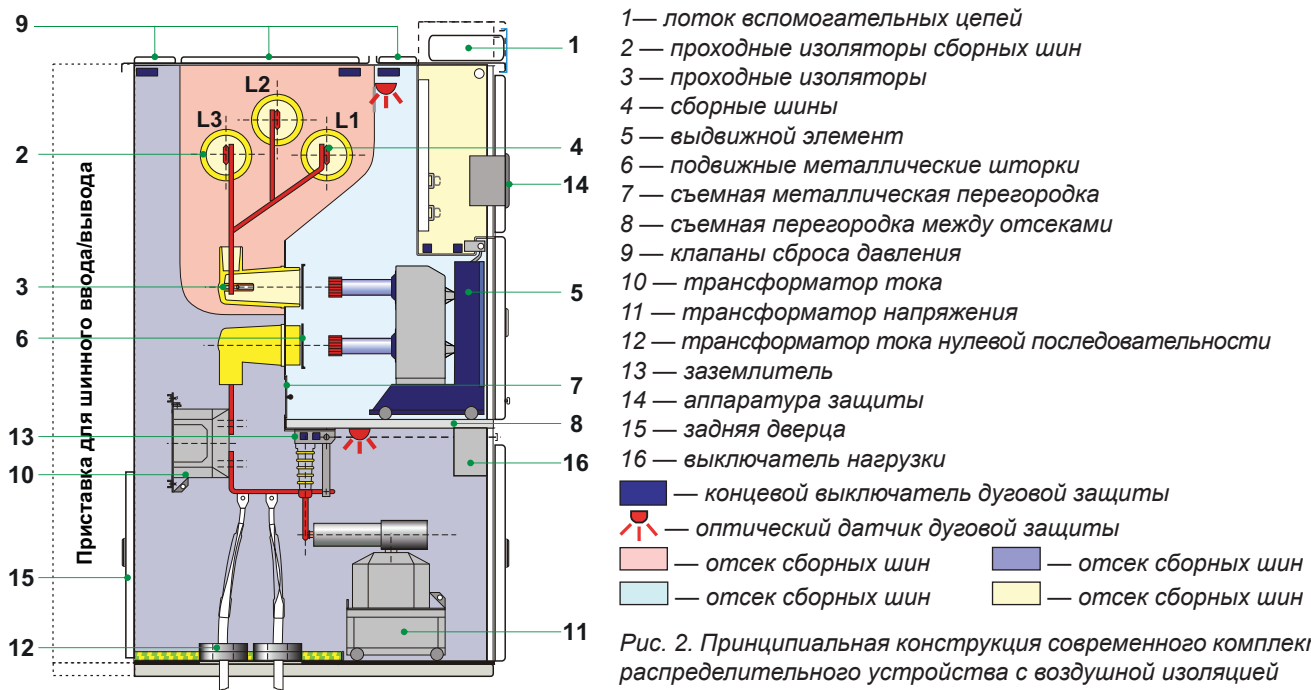 9
1
L2
L3
L1
2
4
14
Приставка для шинного ввода/вывода
3
5
6
7
13
8
10
16
15
12
11
1— лоток вспомогательных цепей
2 — проходные изоляторы сборных шин
3 — проходные изоляторы
4 — сборные шины
5 — выдвижной элемент
6 — подвижные металлические шторки
7 — съемная металлическая перегородка
8 — съемная перегородка между отсеками
9 — клапаны сброса давления
10 — трансформатор тока
11 — трансформатор напряжения
12 — трансформатор тока нулевой последовательности
13 — заземлитель
14 — аппаратура защиты
15 — задняя дверца
16 — выключатель нагрузки
— концевой выключатель дуговой защиты
— оптический датчик дуговой защиты
— отсек сборных шин — отсек сборных шин
— отсек сборных шин — отсек сборных шин
Рис. 2. Принципиальная конструкция современного
распределительного устройства с воздушной изоляцией